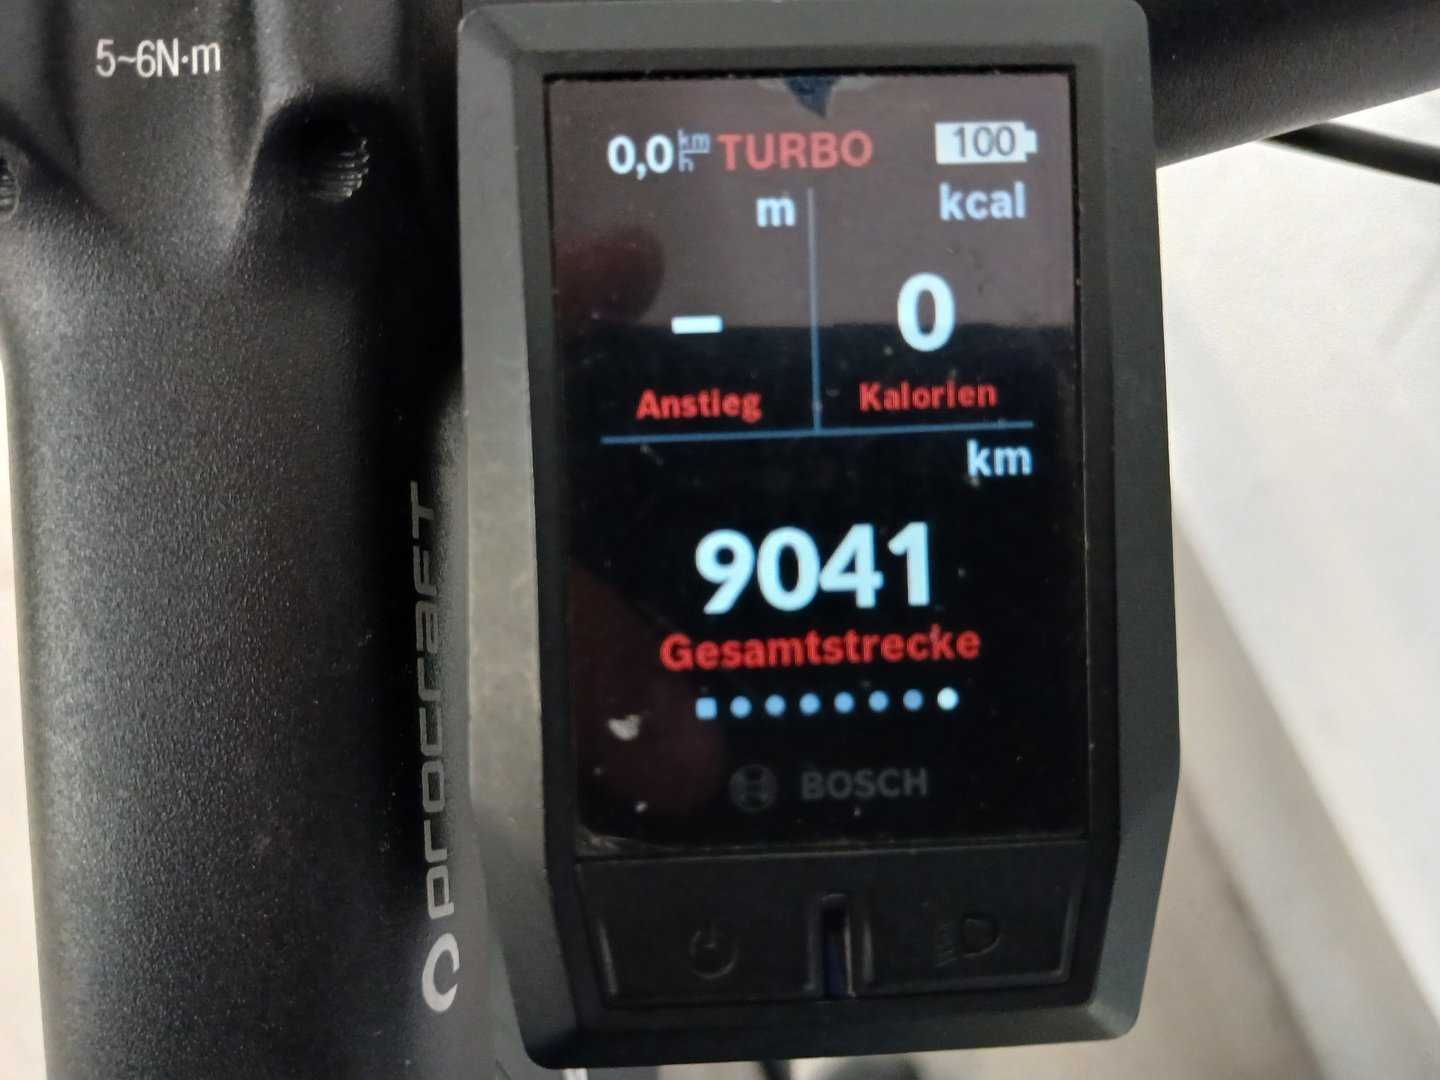 5~6N·m
0,0 km/h TURBO 100
m
kcal
-
0
Anstieg
Kalorien
km
9041
Gesamtstrecke
BOSCH
PROCRAFT